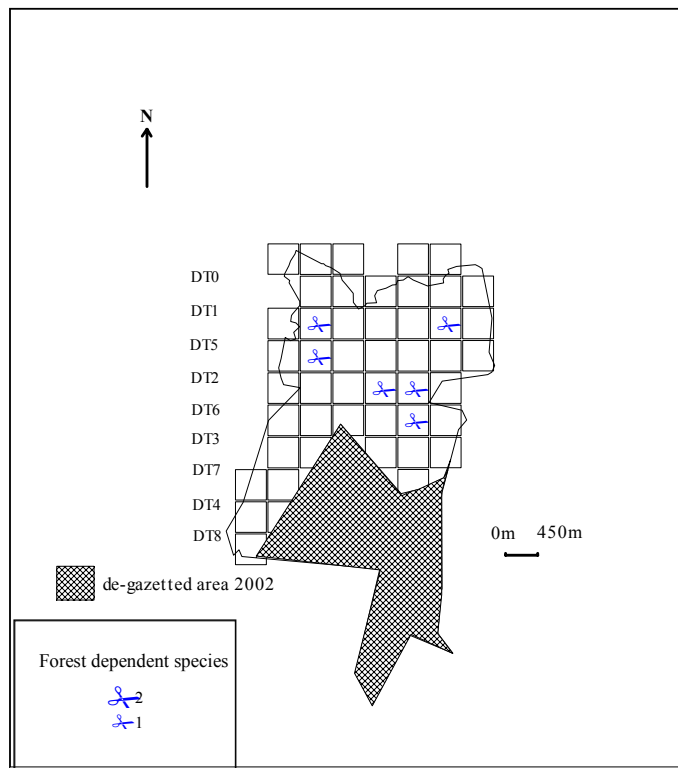 N
DT0
DT1
DT5
DT2
DT6
DT3
DT7
DT4
DT8
0m 450m
de-gazetted area 2002
Forest dependent species
2
1